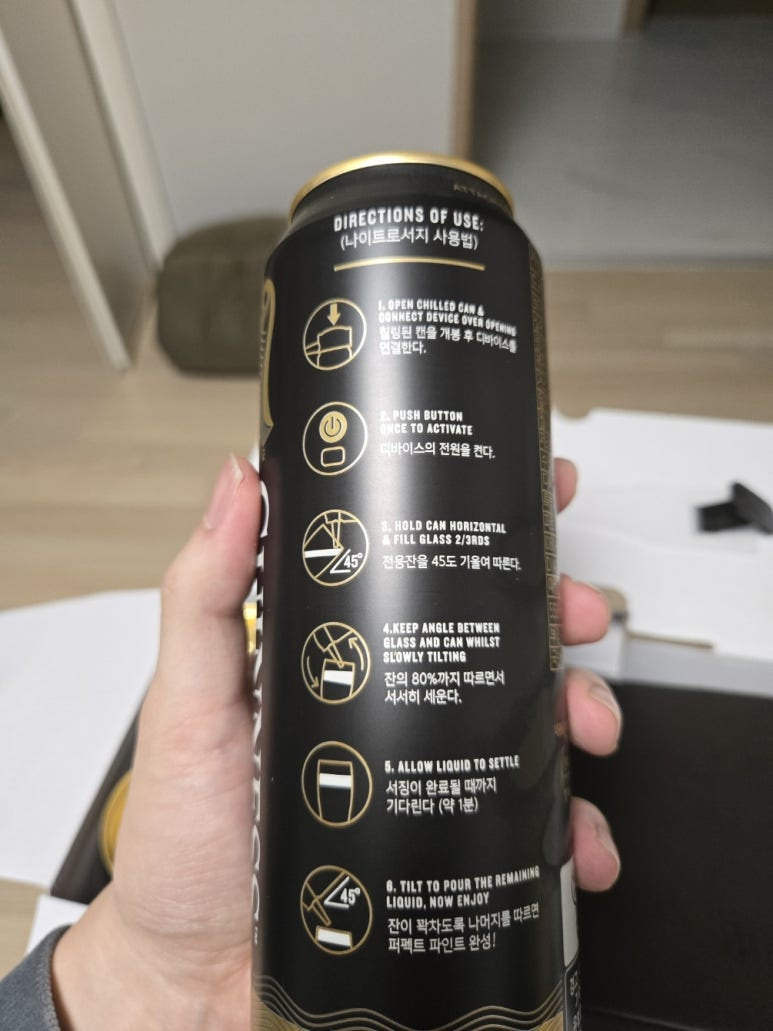 DIRECTIONS OF USE:
(나이트로서지 사용법)
1. OPEN CHILLED CAN &
CONNECT DEVICE OVER OPENING
칠링된 캔을 개봉 후 디바이스를
연결한다.
2. PUSH BUTTON
ONCE TO ACTIVATE
디바이스의 전원을 켠다.
3. HOLD CAN HORIZONTAL
& FILL GLASS 2/3RDS
45°
전용잔을 45도 기울여 따른다.
4.KEEP ANGLE BETWEEN
GLASS AND CAN WHILST
SLOWLY TILTING
잔의 80%까지 따르면서
서서히 세운다.
5. ALLOW LIQUID TO SETTLE
서징이 완료될 때까지
기다린다 (약 1분)
6. TILT TO POUR THE REMAINING
LIQUID, NOW ENJOY
45°
잔이 꽉차도록 나머지를 따르면
퍼펙트 파인트 완성!
GUINNESS